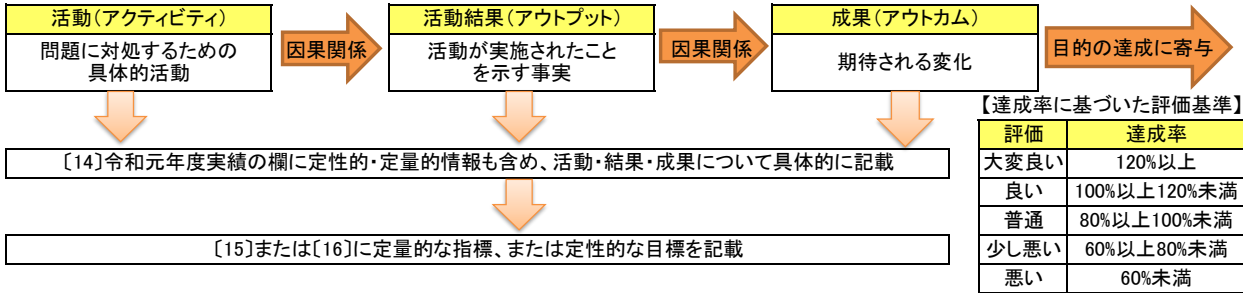 活動(アクティビティ)
問題に対処するための
具体的活動
因果関係
活動結果(アウトプット)
活動が実施されたこと
を示す事実
因果関係
成果(アウトカム)
期待される変化
目的の達成に寄与
〔14〕令和元年度実績の欄に定性的・定量的情報も含め、活動・結果・成果について具体的に記載
〔15〕または〔16〕に定量的な指標、または定性的な目標を記載
【達成率に基づいた評価基準】
評価 達成率
大変良い 120%以上
良い 100%以上120%未満
普通 80%以上100%未満
少し悪い 60%以上80%未満
悪い 60%未満